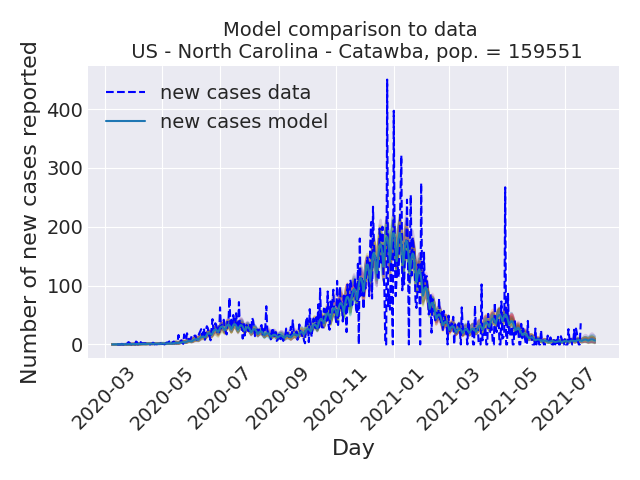 Model comparison to data
US - North Carolina - Catawba, pop. = 159551
new cases data
new cases model
Number of new cases reported
400
300
200
100
0
2020-03
2020-05
2020-07
2020-09
2020-11
2021-01
2021-03
2021-05
2021-07
Day